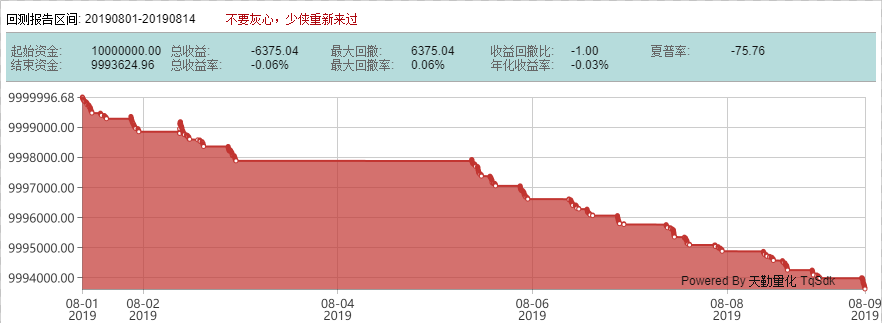 回测报告区间: 20190801-20190814 不要灰心，少侠重新来过
起始资金: 10000000.00 总收益: -6375.04 最大回撤: 6375.04 收益回撤比: -1.00 夏普率: -75.76
结束资金: 9993624.96 总收益率: -0.06% 最大回撤率: 0.06% 年化收益率: -0.03%
9999996.68
9999000.00
9998000.00
9997000.00
9996000.00
9995000.00
9994000.00
Powered By 天勤量化 TqSdk
08-01 08-02 08-04 08-06 08-08 08-09
2019 2019 2019 2019 2019 2019